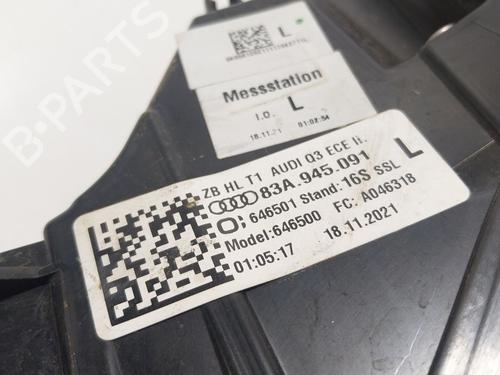 L
Messstation
I.O. L
18.11.21 01:02:54
ZB HL T1 AUDI Q3 ECE
83A.945.091 L
646501 Stand: 16S SSL
Model:646500 FC: A046318
01:05:17 18.11.2021
B-PARTS